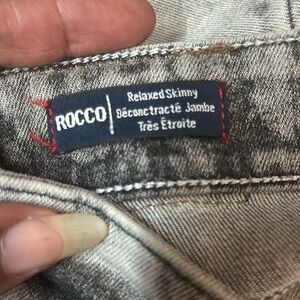 ROCCO
Relaxed Skinny
Déconctracté Jambe
Très Étroite